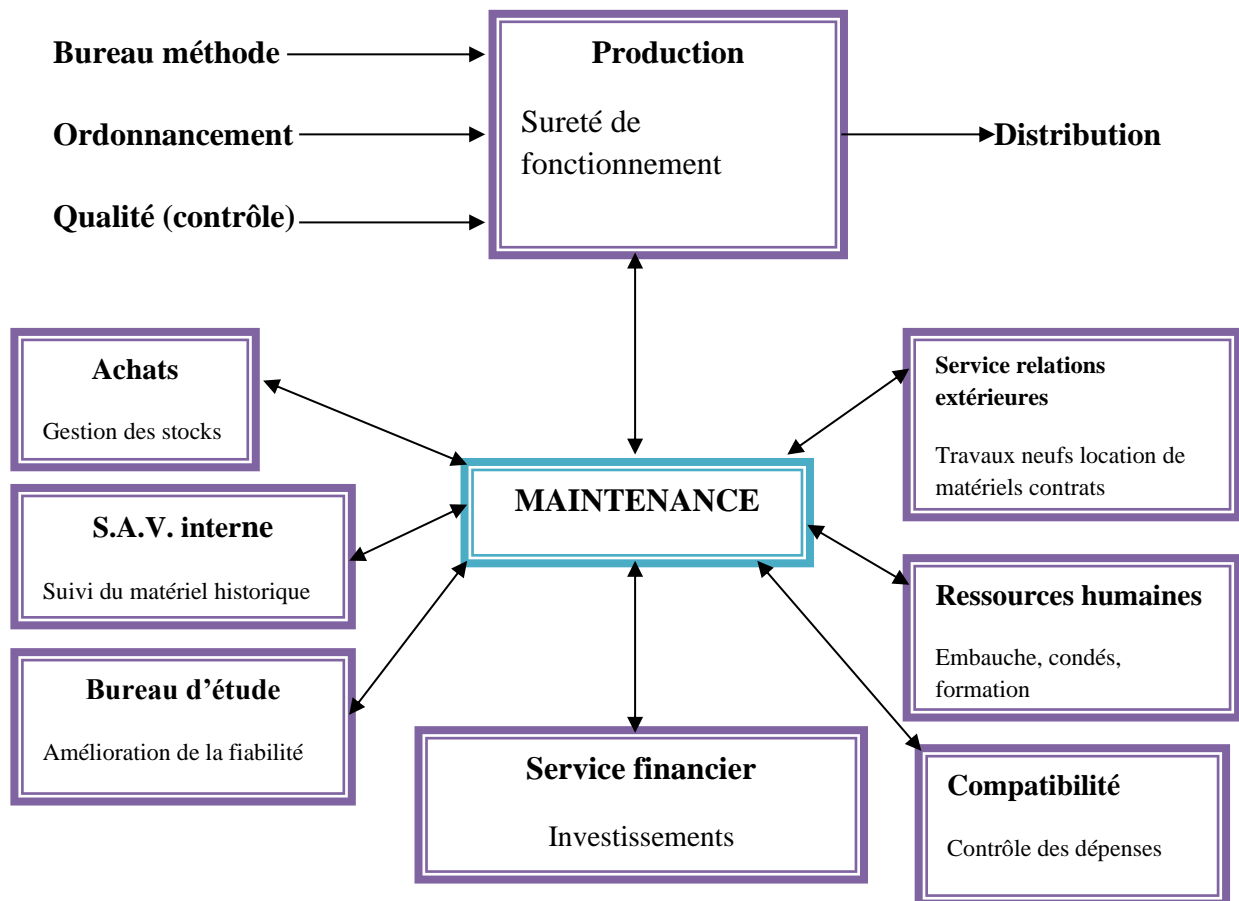 Bureau méthode
Ordonnancement
Qualité (contrôle)
Production
Sureté de
fonctionnement
Distribution
Achats
Gestion des stocks
S.A.V. interne
Suivi du matériel historique
Bureau d’étude
Amélioration de la fiabilité
MAINTENANCE
Service financier
Investissements
Service relations
extérieures
Travaux neufs location de
matériels contrats
Ressources humaines
Embauche, condés,
formation
Compatibilité
Contrôle des dépenses